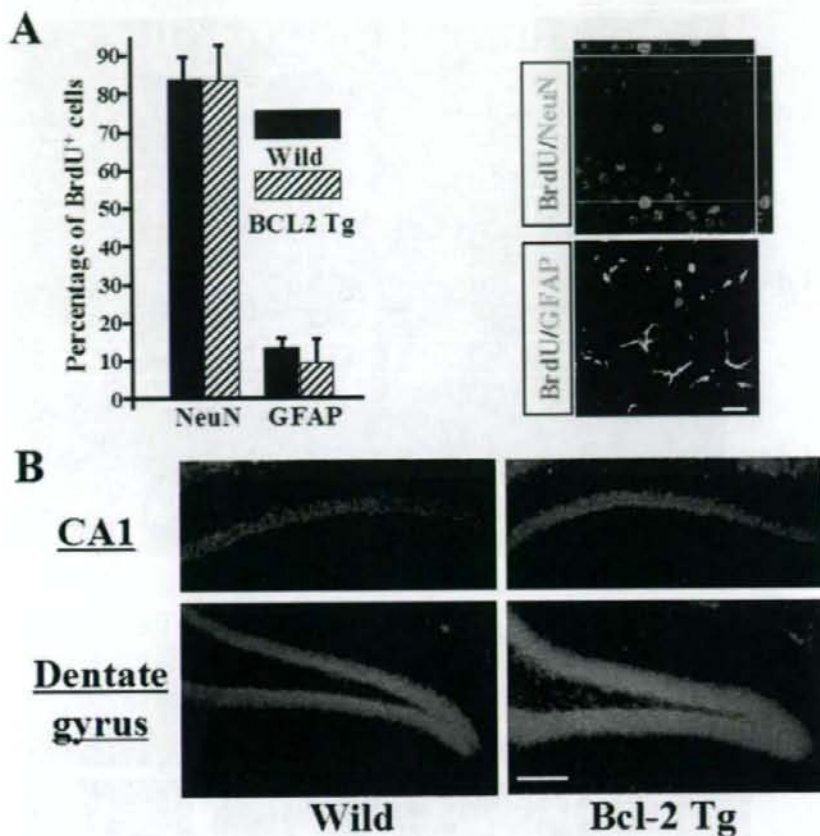 A
Percentage of BrdU+ cells
90
80
70
60
50
40
30
20
10
0
NeuN
GFAP
Wild
BCL2 Tg
BrdU/NeuN
BrdU/GFAP
B
CA1
Dentate
gyrus
Wild
Bcl-2 Tg